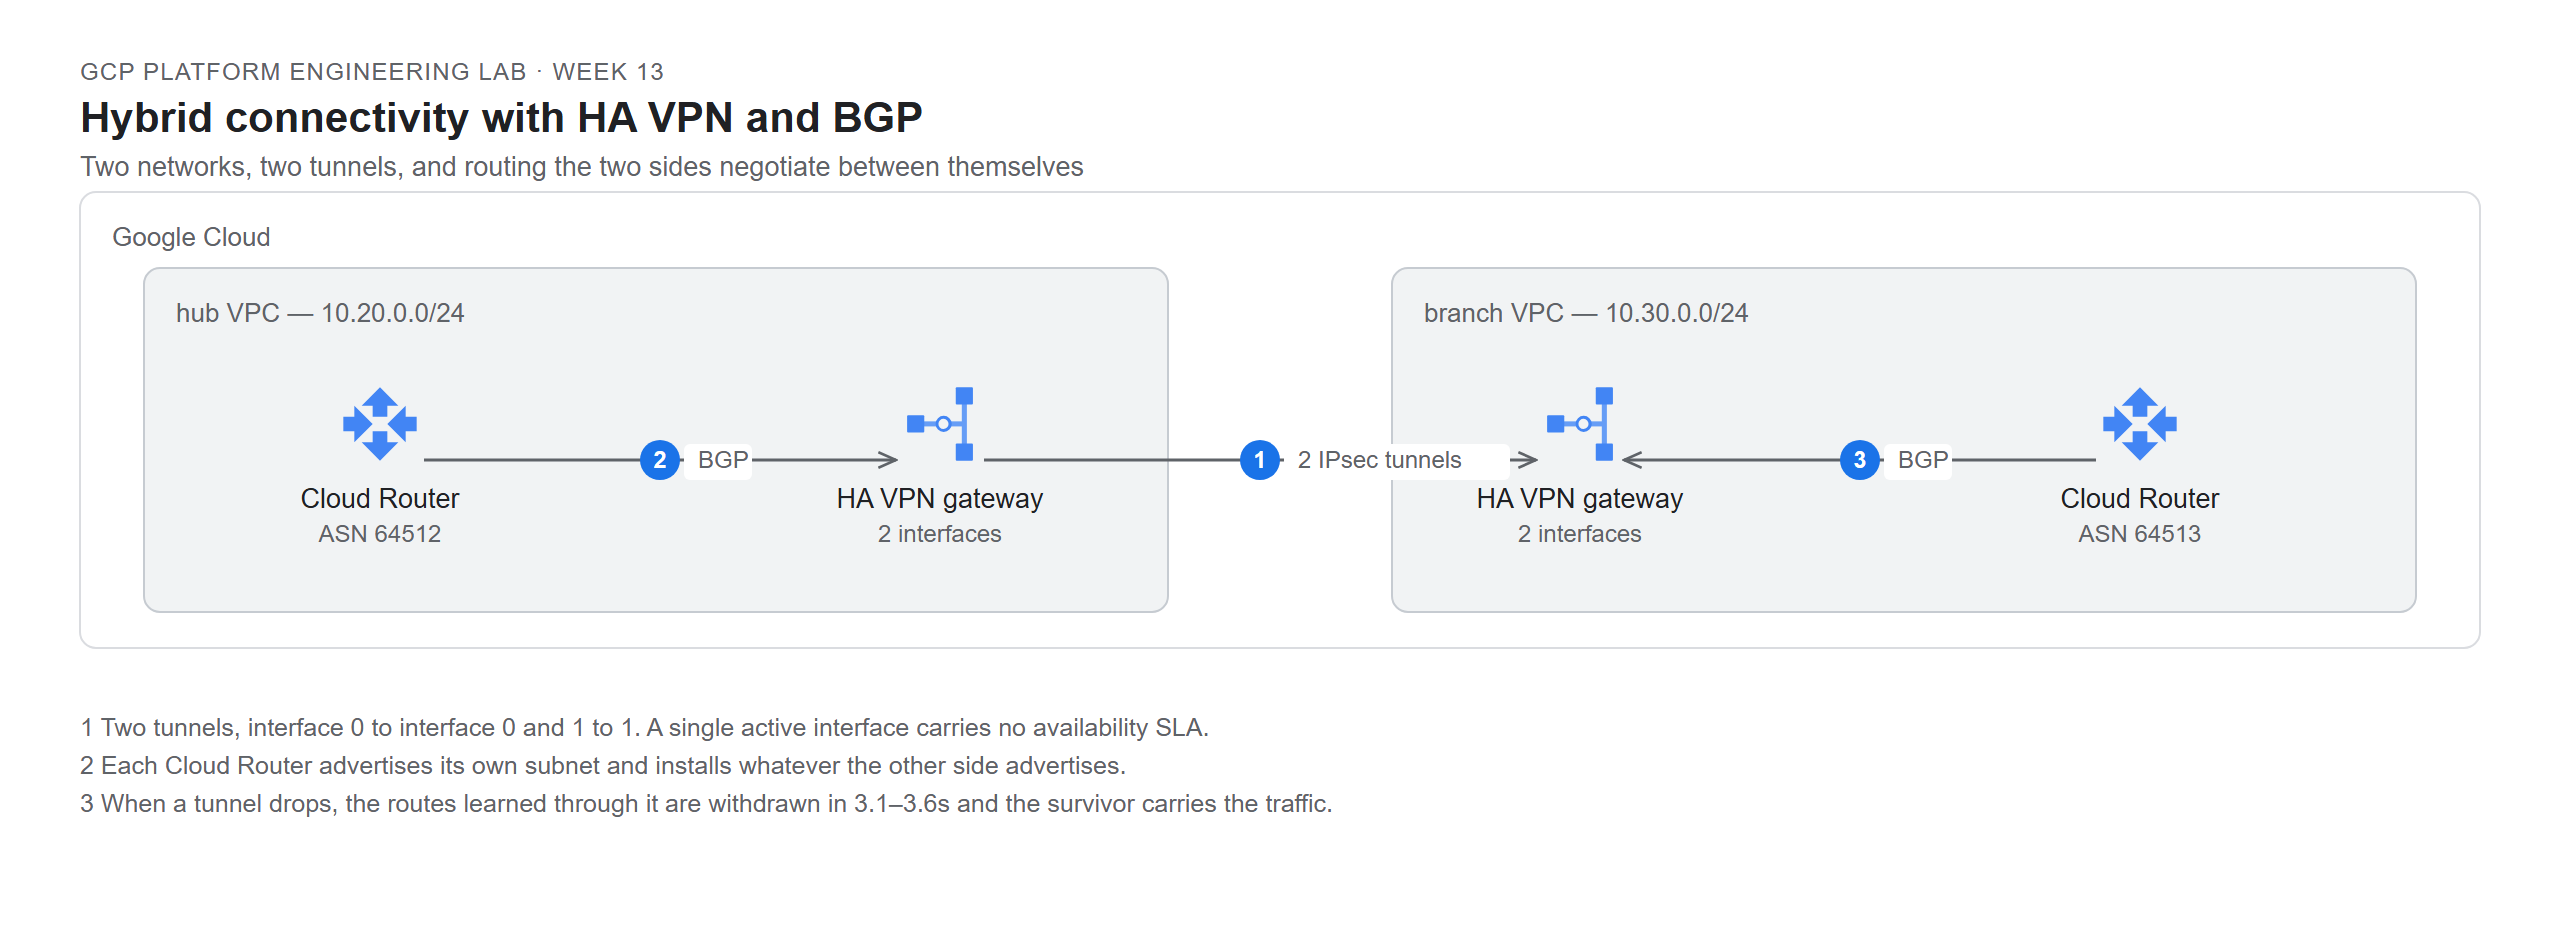 GCP PLATFORM ENGINEERING LAB · WEEK 13
Hybrid connectivity with HA VPN and BGP
Two networks, two tunnels, and routing the two sides negotiate between themselves
Google Cloud
hub VPC — 10.20.0.0/24
branch VPC — 10.30.0.0/24
2 BGP
1 2 IPsec tunnels
3 BGP
Cloud Router
ASN 64512
HA VPN gateway
2 interfaces
HA VPN gateway
2 interfaces
Cloud Router
ASN 64513
1 Two tunnels, interface 0 to interface 0 and 1 to 1. A single active interface carries no availability SLA.
2 Each Cloud Router advertises its own subnet and installs whatever the other side advertises.
3 When a tunnel drops, the routes learned through it are withdrawn in 3.1–3.6s and the survivor carries the traffic.